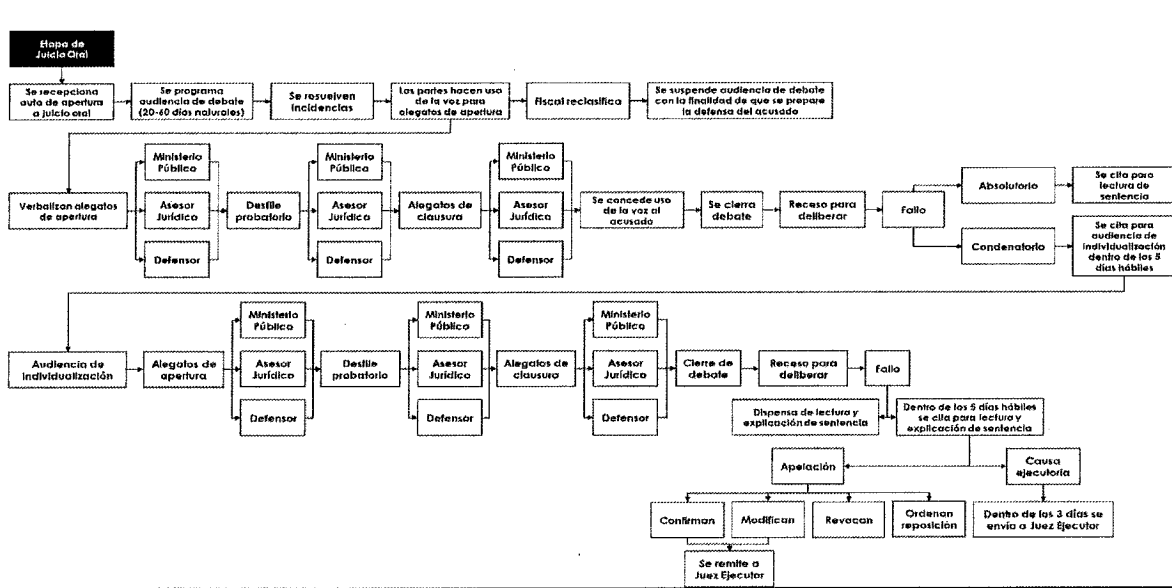 Etapa de
Juicio Oral
Se recepciona
auto de apertura
a juicio oral
Se programa
audiencia de debate
(20-60 días naturales)
Se resuelven
incidencias
Las partes hacen uso
de la voz para
alegatos de apertura
Fiscal reclasifica
Se suspende audiencia de debate
con la finalidad de que se prepare
la defensa del acusado
Verbalizan alegatos
de apertura
Ministerio
Público
Asesor
Jurídico
Defensor
Desfile
probatorio
Ministerio
Público
Asesor
Jurídico
Defensor
Alegatos de
clausura
Ministerio
Público
Asesor
Jurídico
Defensor
Se concede uso
de la voz al
acusado
Se cierra
debate
Receso para
deliberar
Fallo
Absolutorio
Se cita para
lectura de
sentencia
Condenatorio
Se cita para
audiencia de
individualización
dentro de los 5
días hábiles
Audiencia de
individualización
Alegatos de
apertura
Ministerio
Público
Asesor
Jurídico
Defensor
Desfile
probatorio
Ministerio
Público
Asesor
Jurídico
Defensor
Alegatos de
clausura
Ministerio
Público
Asesor
Jurídico
Defensor
Cierre de
debate
Receso para
deliberar
Fallo
Dispensa de lectura y
explicación de sentencia
Dentro de los 5 días hábiles
se cita para lectura y
explicación de sentencia
Apelación
Causa
ejecutoria
Confirman
Modifican
Revocan
Ordenan
reposición
Dentro de los 3 días se
envía a Juez Ejecutor
Se remite a
Juez Ejecutor